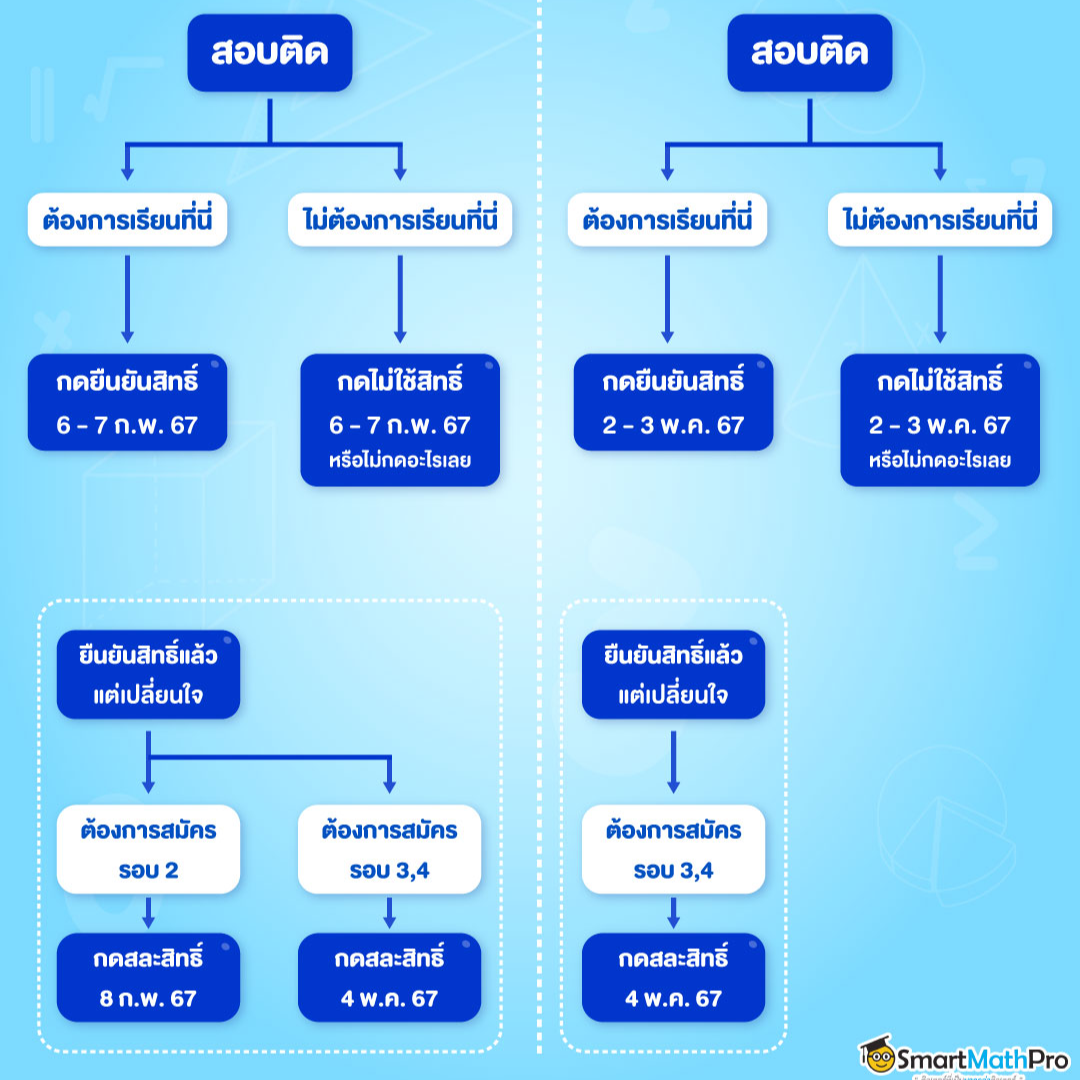 สอบติด
ต้องการเรียนที่นี่
ไม่ต้องการเรียนที่นี่
กดยืนยันสิทธิ์
6 - 7 ก.พ. 67
กดไม่ใช้สิทธิ์
6 - 7 ก.พ. 67
หรือไม่กดอะไรเลย
ยืนยันสิทธิ์แล้ว
แต่เปลี่ยนใจ
ต้องการสมัคร
รอบ 2
ต้องการสมัคร
รอบ 3,4
กดสละสิทธิ์
8 ก.พ. 67
กดสละสิทธิ์
4 พ.ค. 67
สอบติด
ต้องการเรียนที่นี่
ไม่ต้องการเรียนที่นี่
กดยืนยันสิทธิ์
2 - 3 พ.ค. 67
กดไม่ใช้สิทธิ์
2 - 3 พ.ค. 67
หรือไม่กดอะไรเลย
ยืนยันสิทธิ์แล้ว
แต่เปลี่ยนใจ
ต้องการสมัคร
รอบ 3,4
กดสละสิทธิ์
4 พ.ค. 67
SmartMathPro